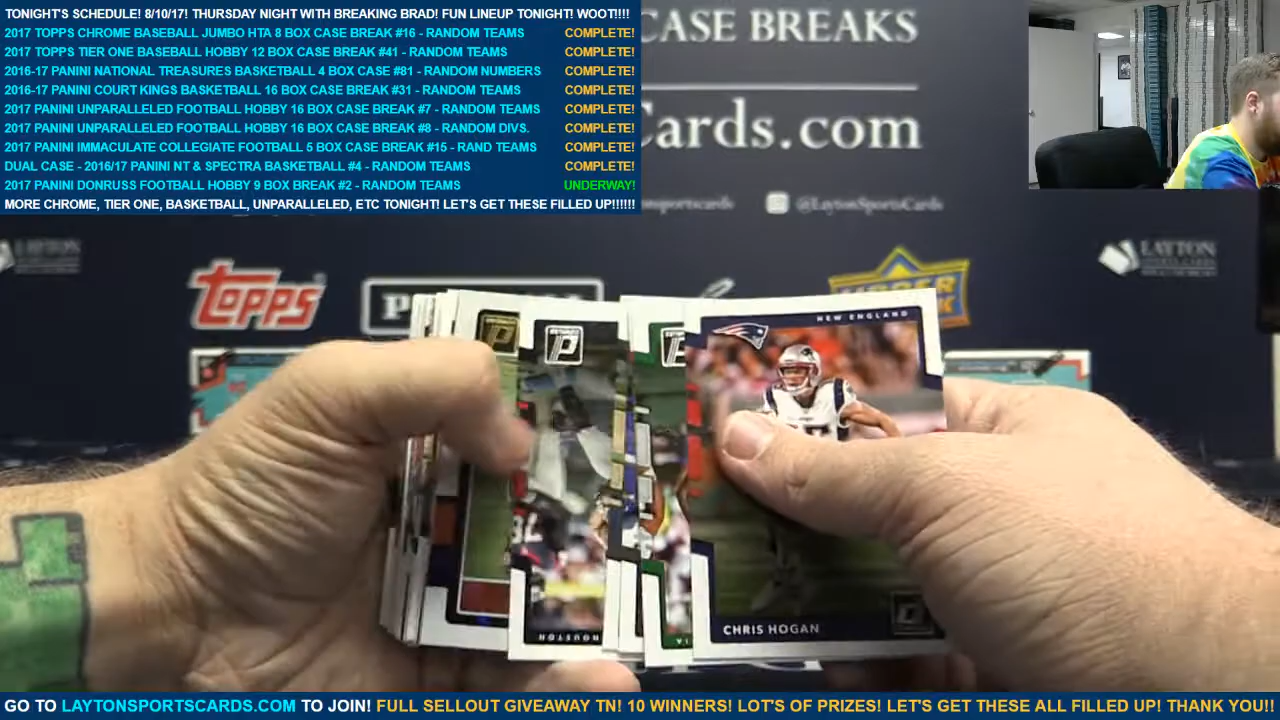 TONIGHT'S SCHEDULE! 8/10/17! THURSDAY NIGHT WITH BREAKING BRAD! FUN LINEUP TONIGHT! WOOT!!!!
2017 TOPPS CHROME BASEBALL JUMBO HTA 8 BOX CASE BREAK #16 - RANDOM TEAMS COMPLETE!
2017 TOPPS TIER ONE BASEBALL HOBBY 12 BOX CASE BREAK #41 - RANDOM TEAMS COMPLETE!
2016-17 PANINI NATIONAL TREASURES BASKETBALL 4 BOX CASE #81 - RANDOM NUMBERS COMPLETE!
2016-17 PANINI COURT KINGS BASKETBALL 16 BOX CASE BREAK #31 - RANDOM TEAMS COMPLETE!
2017 PANINI UNPARALLELED FOOTBALL HOBBY 16 BOX CASE BREAK #7 - RANDOM TEAMS COMPLETE!
2017 PANINI UNPARALLELED FOOTBALL HOBBY 16 BOX CASE BREAK #8 - RANDOM DIVS. COMPLETE!
2017 PANINI IMMACULATE COLLEGIATE FOOTBALL 5 BOX CASE BREAK #15 - RAND TEAMS COMPLETE!
DUAL CASE - 2016/17 PANINI NT & SPECTRA BASKETBALL #4 - RANDOM TEAMS COMPLETE!
2017 PANINI DONRUSS FOOTBALL HOBBY 9 BOX BREAK #2 - RANDOM TEAMS UNDERWAY!
MORE CHROME, TIER ONE, BASKETBALL, UNPARALLELED, ETC TONIGHT! LET'S GET THESE FILLED UP!!!!!!
CASE BREAKS
Cards.com
@LaytonSportsCards
LAYTON
LAYTON
topps
NEW ENGLAND
CHRIS HOGAN
HOUSTON
GO TO LAYTONSPORTSCARDS.COM TO JOIN! FULL SELLOUT GIVEAWAY TN! 10 WINNERS! LOT'S OF PRIZES! LET'S GET THESE ALL FILLED UP! THANK YOU!!